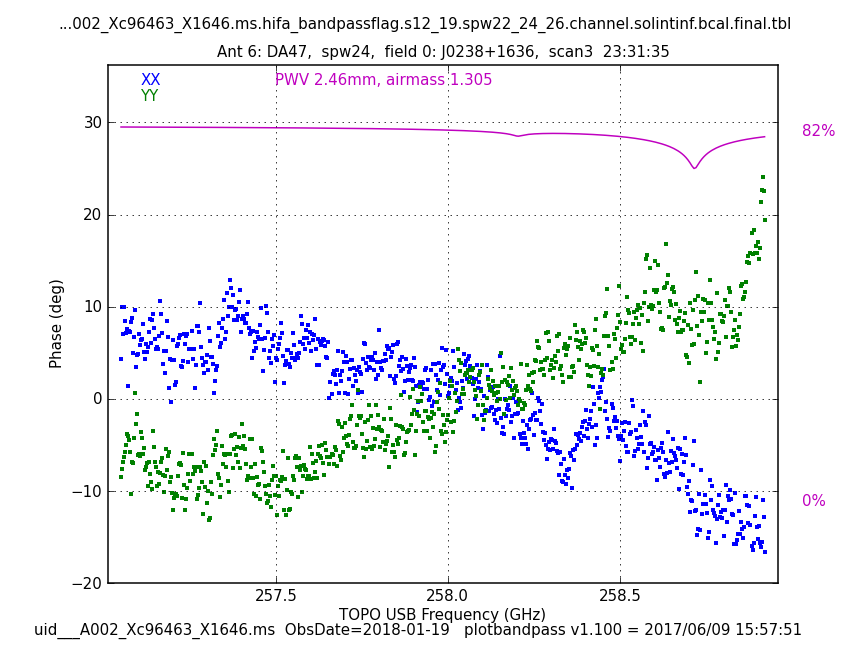 ...002_Xc96463_X1646.ms.hifa_bandpassflag.s12_19.spw22_24_26.channel.solintinf.bcal.final.tbl
Ant 6: DA47,  spw24,  field 0: J0238+1636,  scan3  23:31:35
XX
PWV 2.46mm, airmass 1.305
YY
30
82%
20
10
0
−10
0%
−20
Phase (deg)
257.5
258.0
258.5
TOPO USB Frequency (GHz)
uid___A002_Xc96463_X1646.ms  ObsDate=2018-01-19   plotbandpass v1.100 = 2017/06/09 15:57:51